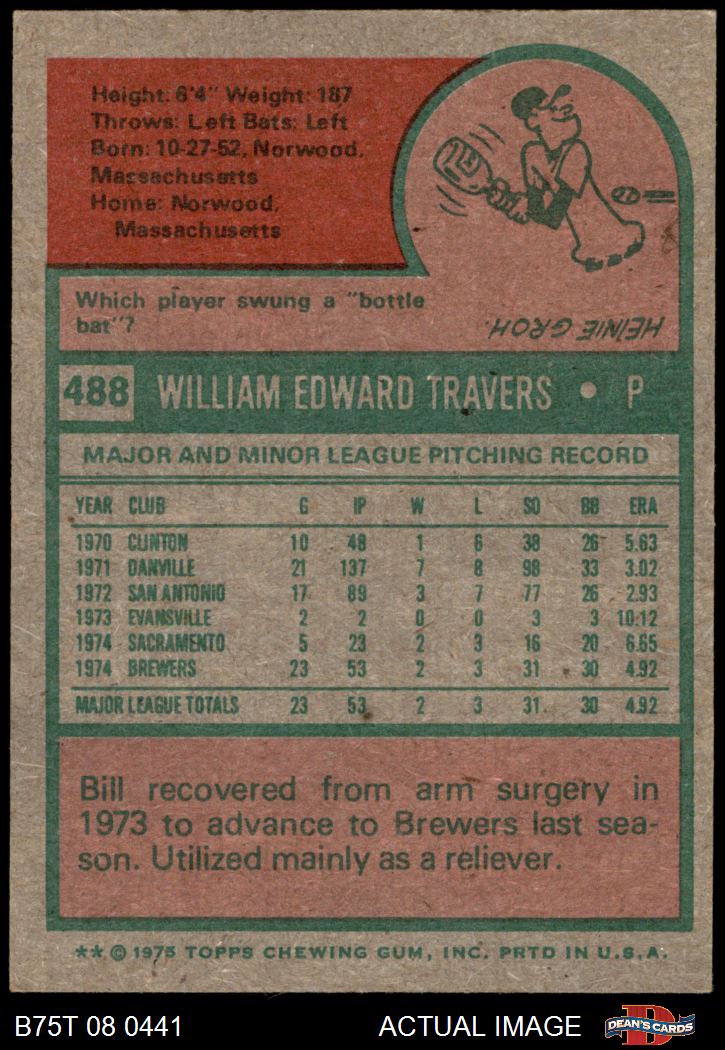 Height: 6'4" Weight: 187
Throws: Left Bats: Left
Born: 10-27-52, Norwood,
Massachusetts
Home: Norwood,
Massachusetts
Which player swung a "bottle
bat"?
HEINIE GROH.
488 WILLIAM EDWARD TRAVERS • P
MAJOR AND MINOR LEAGUE PITCHING RECORD
YEAR CLUB G IP W L SO BB ERA
1970 CLINTON 10 48 1 6 38 26 5.63
1971 DANVILLE 21 137 7 8 98 33 3.02
1972 SAN ANTONIO 17 89 3 7 77 26 2.93
1973 EVANSVILLE 2 2 0 0 3 3 10.12
1974 SACRAMENTO 5 23 2 3 16 20 6.65
1974 BREWERS 23 53 2 3 31 30 4.92
MAJOR LEAGUE TOTALS 23 53 2 3 31 30 4.92
Bill recovered from arm surgery in
1973 to advance to Brewers last sea-
son. Utilized mainly as a reliever.
** © 1975 TOPPS CHEWING GUM, INC. PRTD IN U.S.A.
B75T 08 0441 ACTUAL IMAGE D DEAN'S CARDS